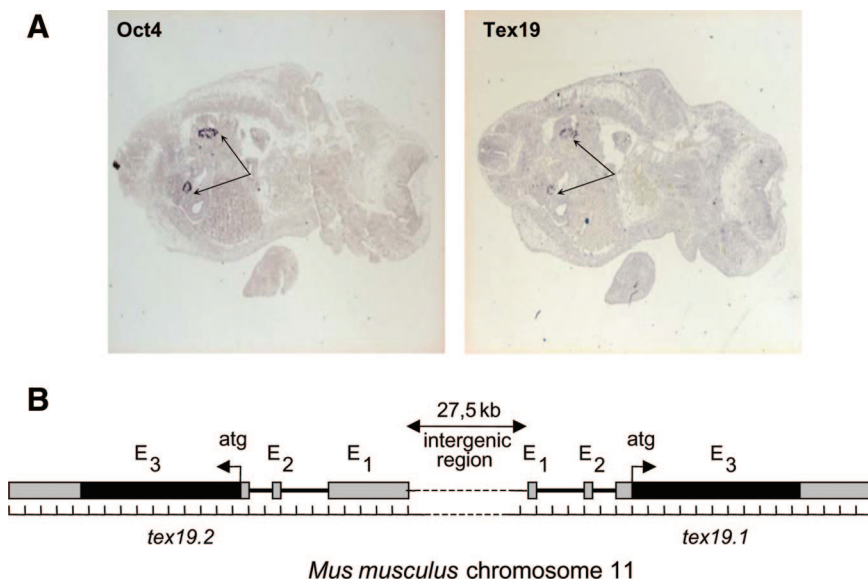 A
Oct4
Tex19
B
27,5 kb
intergenic
region
E3
atg
E2
E1
E1
E2
atg
E3
tex19.2
tex19.1
Mus musculus chromosome 11